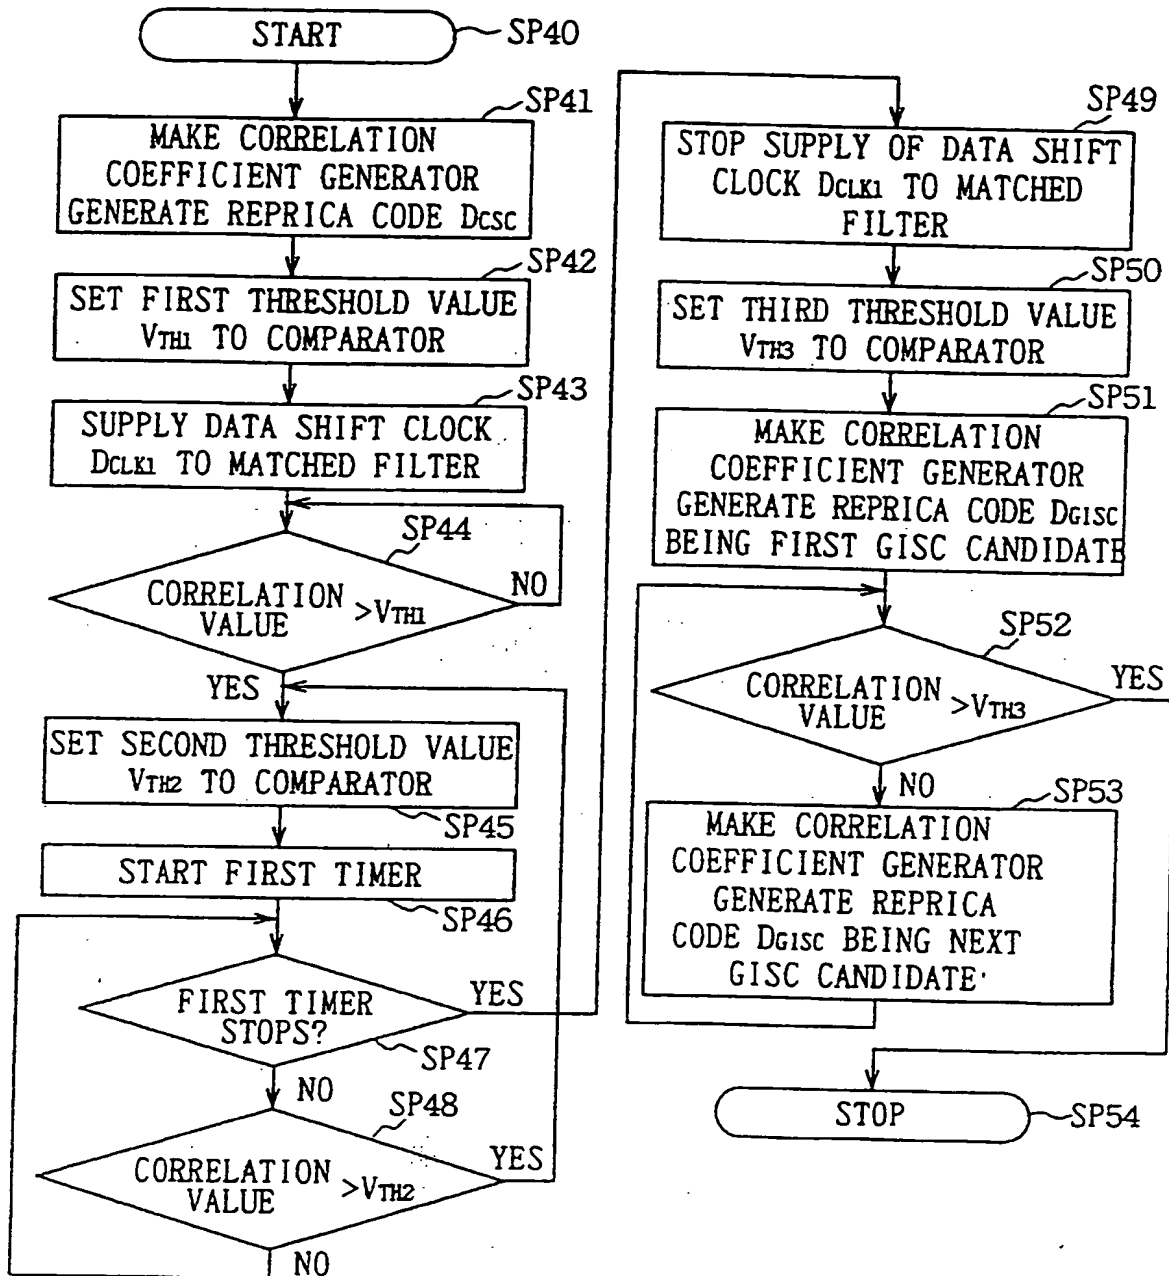 START
SP40
SP41
MAKE CORRELATION
COEFFICIENT GENERATOR
GENERATE REPRICA CODE DCSC
SP42
SET FIRST THRESHOLD VALUE
VTH1 TO COMPARATOR
SP43
SUPPLY DATA SHIFT CLOCK
DCLK1 TO MATCHED FILTER
SP44
CORRELATION
VALUE
>VTH1
NO
YES
SET SECOND THRESHOLD VALUE
VTH2 TO COMPARATOR
SP45
START FIRST TIMER
SP46
FIRST TIMER
STOPS?
YES
SP47
NO
SP48
CORRELATION
VALUE
>VTH2
YES
NO
SP49
STOP SUPPLY OF DATA SHIFT
CLOCK DCLK1 TO MATCHED
FILTER
SP50
SET THIRD THRESHOLD VALUE
VTH3 TO COMPARATOR
SP51
MAKE CORRELATION
COEFFICIENT GENERATOR
GENERATE REPRICA CODE DGISC
BEING FIRST GISC CANDIDATE
SP52
CORRELATION
VALUE
>VTH3
YES
NO
SP53
MAKE CORRELATION
COEFFICIENT GENERATOR
GENERATE REPRICA
CODE DGISC BEING NEXT
GISC CANDIDATE
STOP
SP54